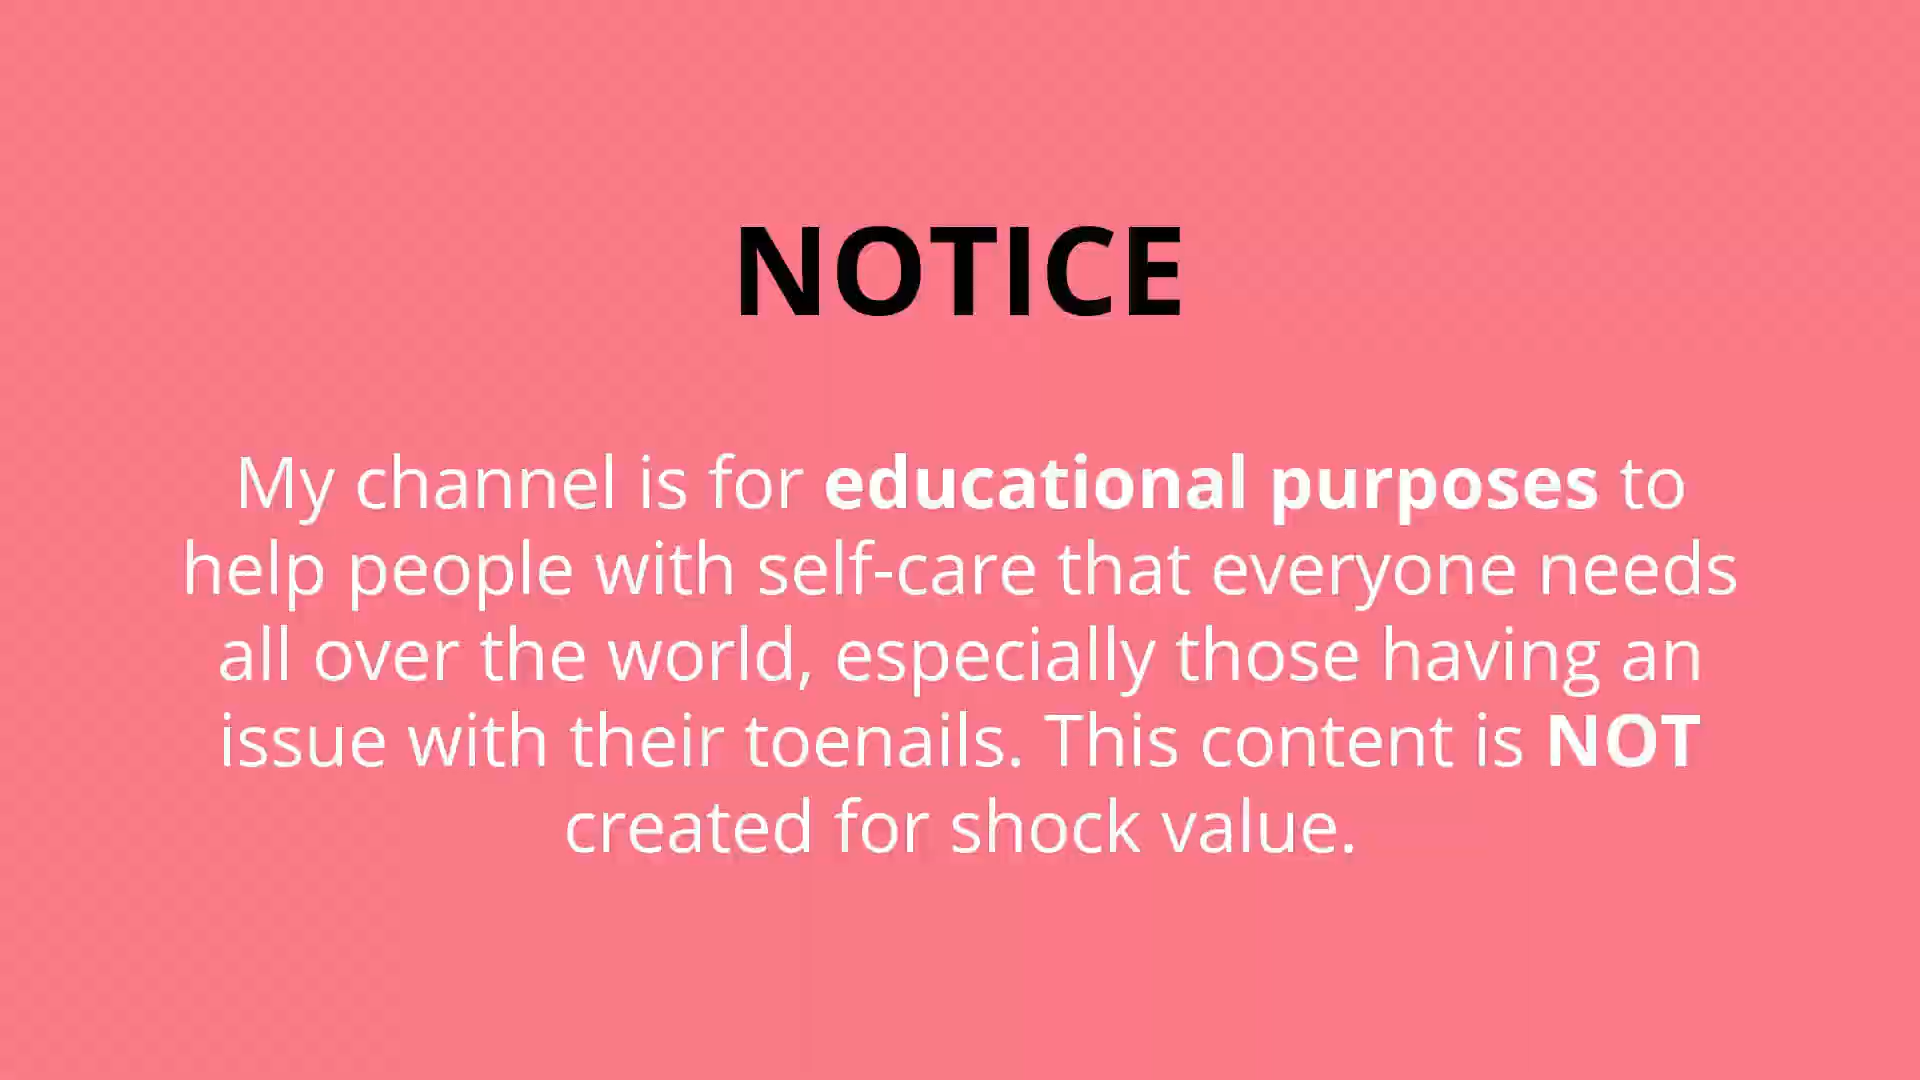 NOTICE
My channel is for educational purposes to
help people with self-care that everyone needs
all over the world, especially those having an
issue with their toenails. This content is NOT
created for shock value.